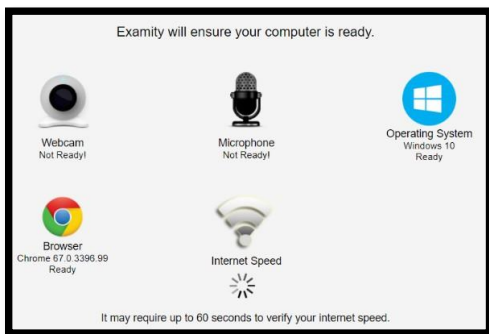 Examity will ensure your computer is ready.
Webcam
Not Ready!
Microphone
Not Ready!
Operating System
Windows 10
Ready
Browser
Chrome 67.0.3396.99
Ready
Internet Speed
It may require up to 60 seconds to verify your internet speed.